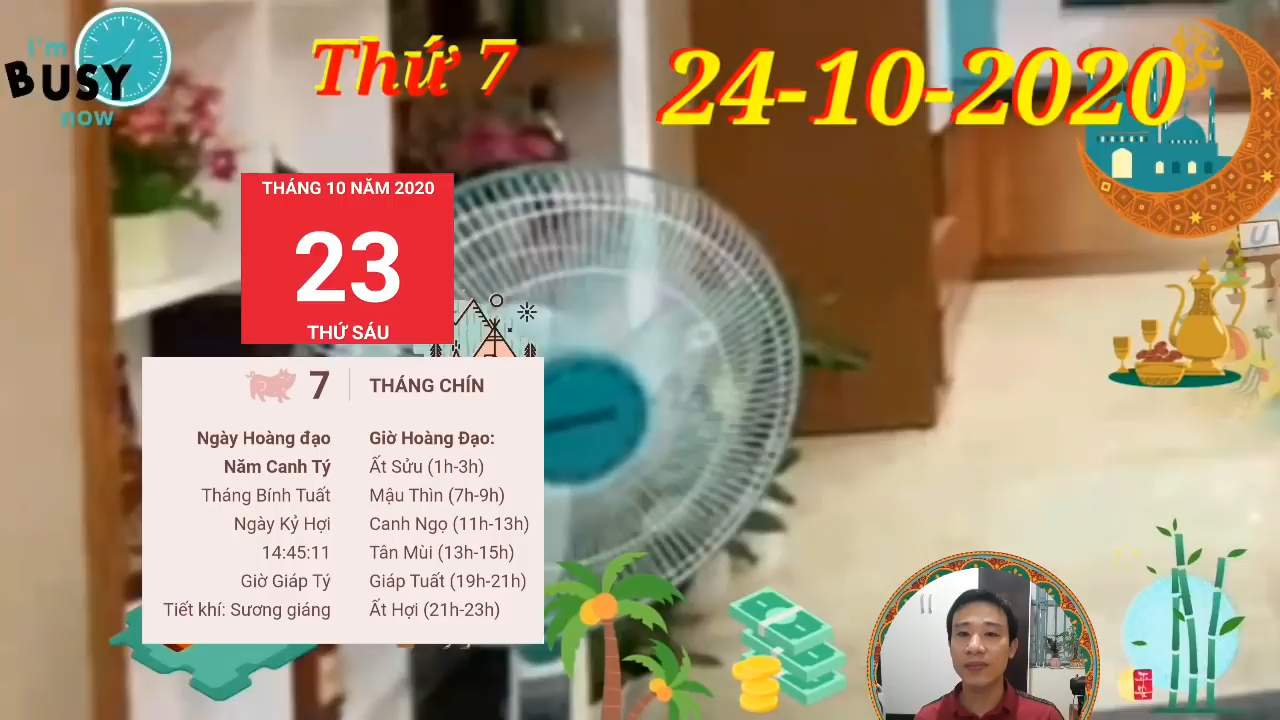 I'm
BUSY
now
Thứ 7
24-10-2020
THÁNG 10 NĂM 2020
23
THỨ SÁU
7
THÁNG CHÍN
Ngày Hoàng đạo
Năm Canh Tý
Tháng Bính Tuất
Ngày Kỷ Hợi
14:45:11
Giờ Giáp Tý
Tiết khí: Sương giáng
Giờ Hoàng Đạo:
Ất Sửu (1h-3h)
Mậu Thìn (7h-9h)
Canh Ngọ (11h-13h)
Tân Mùi (13h-15h)
Giáp Tuất (19h-21h)
Ất Hợi (21h-23h)